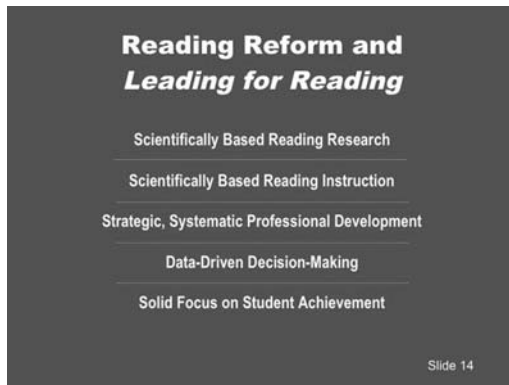 Reading Reform and
Leading for Reading
Scientifically Based Reading Research
Scientifically Based Reading Instruction
Strategic, Systematic Professional Development
Data-Driven Decision-Making
Solid Focus on Student Achievement
Slide 14